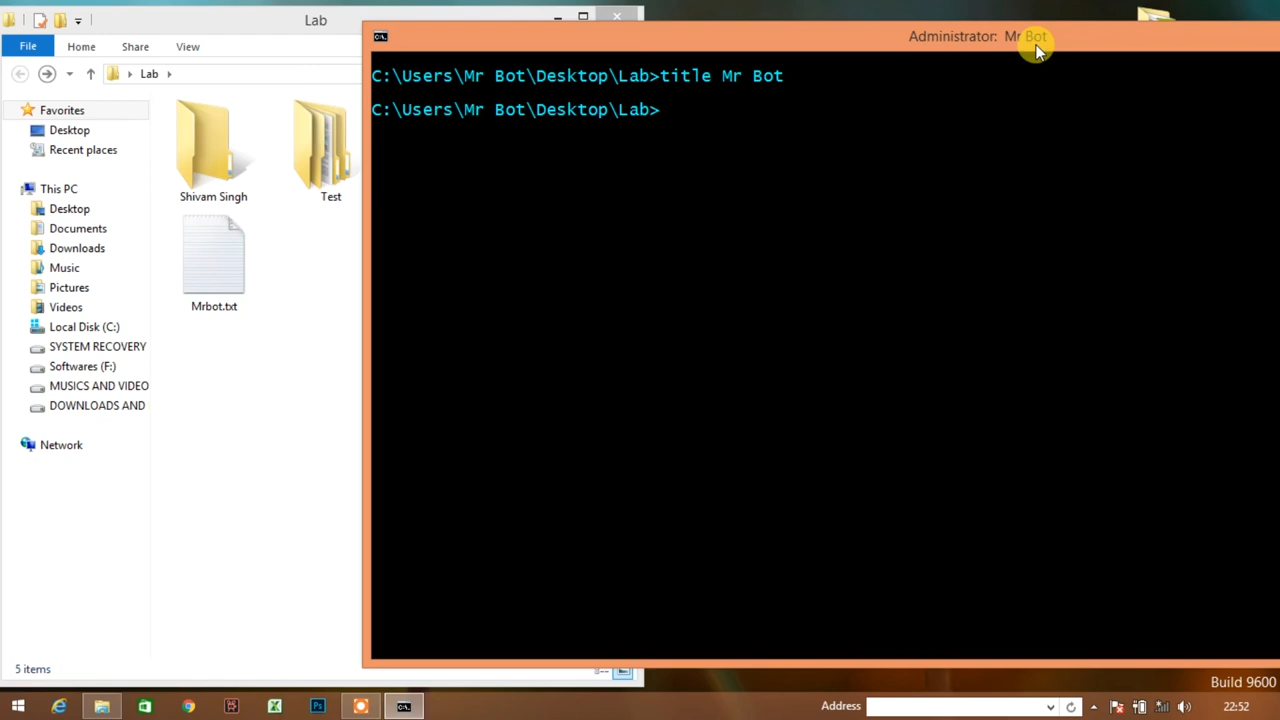 Lab
Administrator: Mr Bot
File
Home
Share
View
Lab
C:\Users\Mr Bot\Desktop\Lab>title Mr Bot
C:\Users\Mr Bot\Desktop\Lab>
Favorites
Desktop
Recent places
This PC
Desktop
Documents
Downloads
Music
Pictures
Videos
Local Disk (C:)
SYSTEM RECOVERY
Softwares (F:)
MUSICS AND VIDEO
DOWNLOADS AND
Network
Shivam Singh
Test
Mrbot.txt
5 items
Build 9600
Ps
Address
22:52